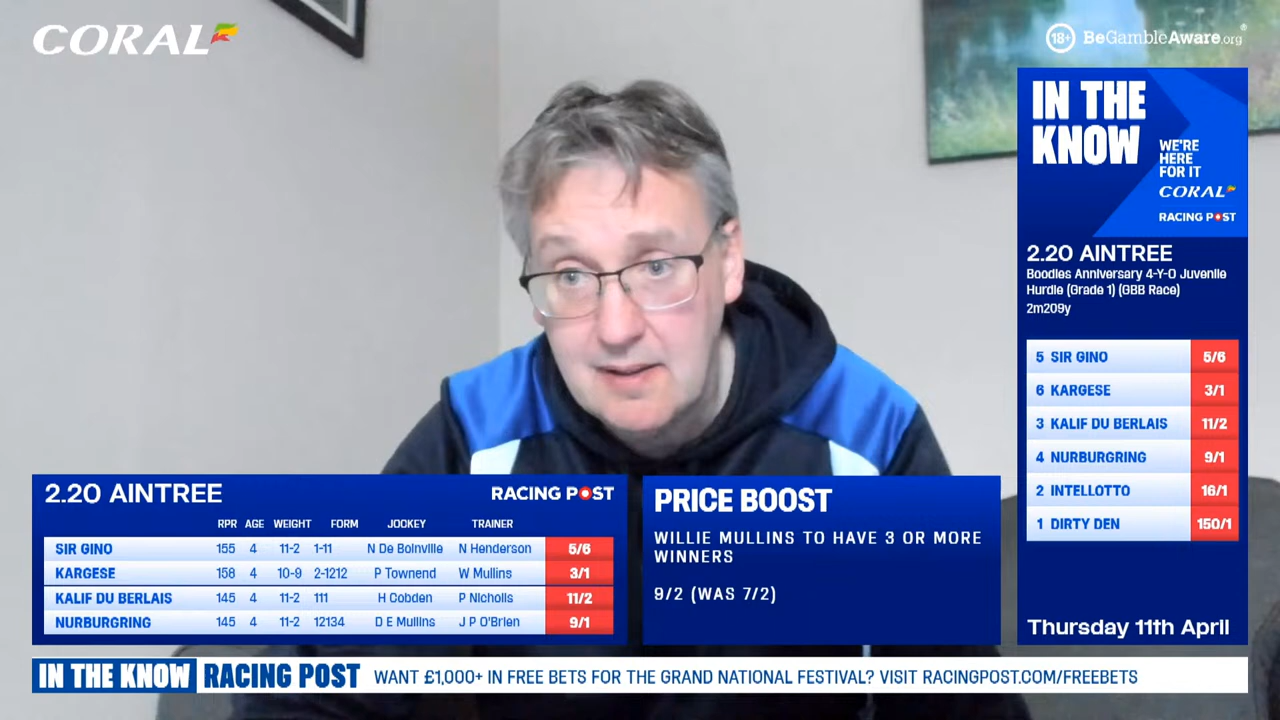 CORAL
18+ BeGambleAware.org
IN THE
KNOW
WE'RE
HERE
FOR IT
CORAL
RACING POST
2.20 AINTREE
Boodles Anniversary 4-Y-O Juvenile
Hurdle (Grade 1) (GBB Race)
2m209y
5 SIR GINO 5/6
6 KARGESE 3/1
3 KALIF DU BERLAIS 11/2
4 NURBURGRING 9/1
2 INTELLOTTO 16/1
1 DIRTY DEN 150/1
Thursday 11th April
2.20 AINTREE RACING POST
RPR AGE WEIGHT FORM JOCKEY TRAINER
SIR GINO 155 4 11-2 1-11 N De Boinville N Henderson 5/6
KARGESE 158 4 10-9 2-1212 P Townend W Mullins 3/1
KALIF DU BERLAIS 145 4 11-2 111 H Cobden P Nicholls 11/2
NURBURGRING 145 4 11-2 12134 D E Mullins J P O'Brien 9/1
PRICE BOOST
WILLIE MULLINS TO HAVE 3 OR MORE
WINNERS
9/2 (WAS 7/2)
IN THE KNOW RACING POST WANT £1,000+ IN FREE BETS FOR THE GRAND NATIONAL FESTIVAL? VISIT RACINGPOST.COM/FREEBETS